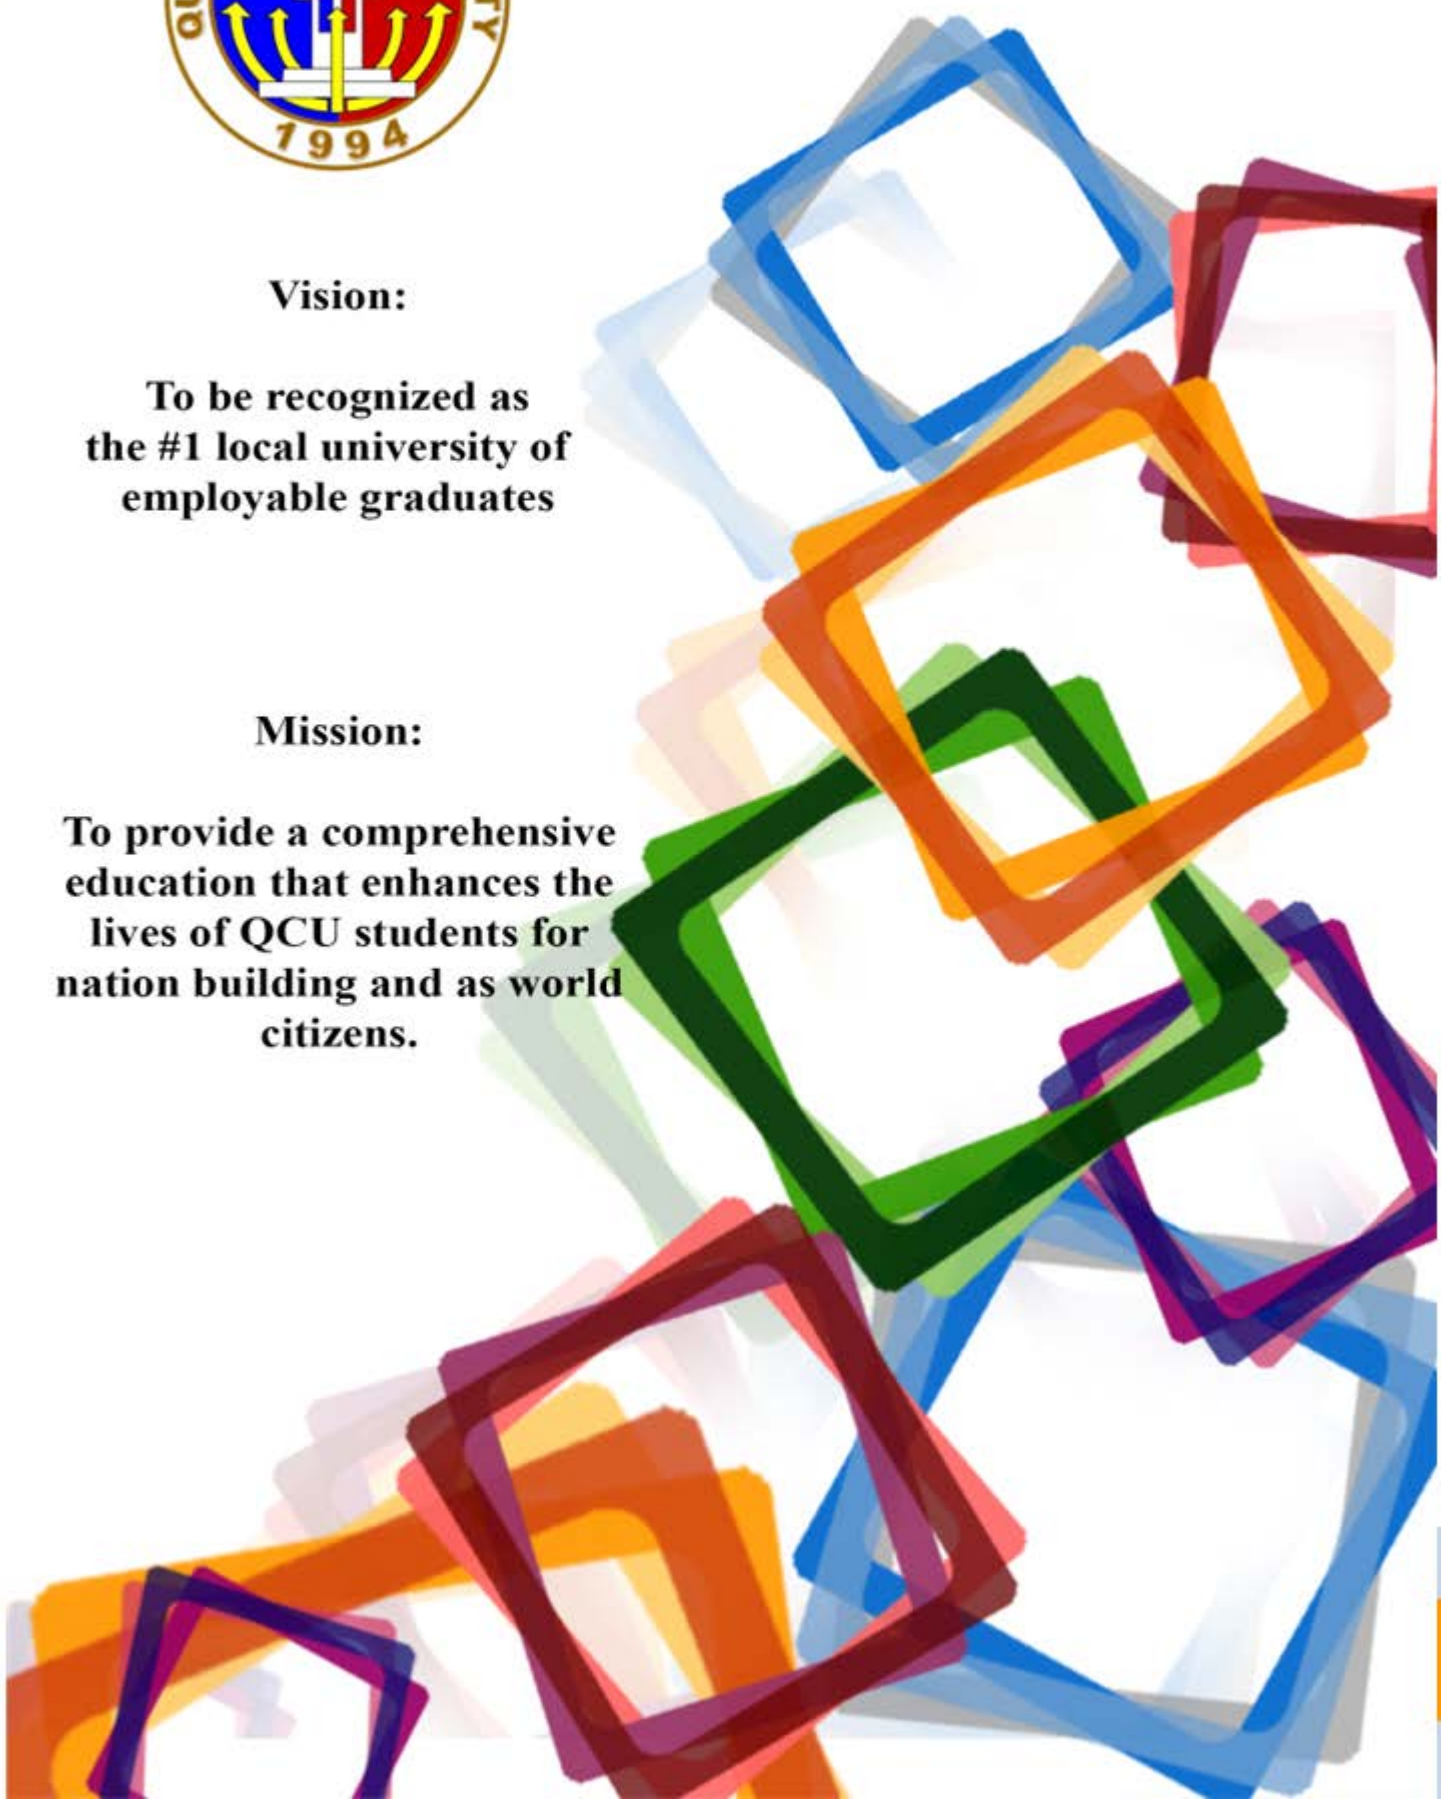 1994
Vision:
To be recognized as
the #1 local university of
employable graduates
Mission:
To provide a comprehensive
education that enhances the
lives of QCU students for
nation building and as world
citizens.